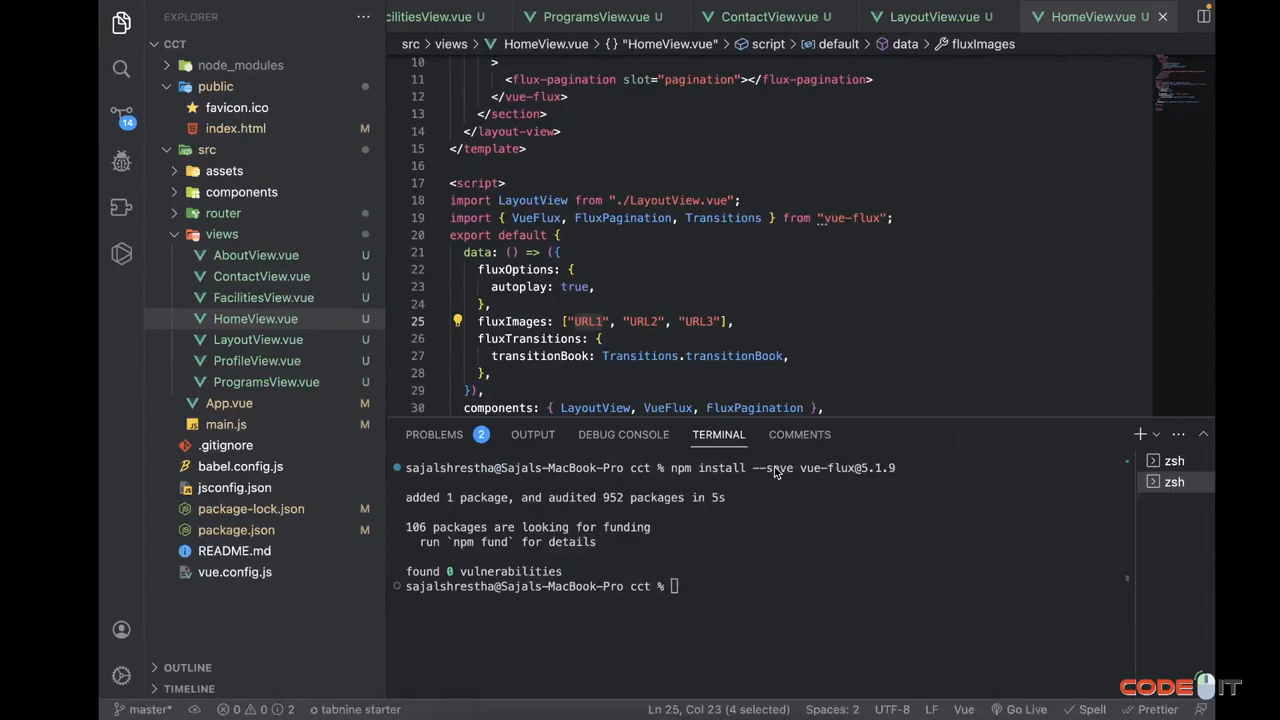 EXPLORER
CCT
node_modules
public
favicon.ico
index.html M
src
assets
components
router
views
AboutView.vue U
ContactView.vue U
FacilitiesView.vue U
HomeView.vue U
LayoutView.vue U
ProfileView.vue U
ProgramsView.vue U
App.vue M
main.js M
.gitignore
babel.config.js
jsconfig.json
package-lock.json M
package.json M
README.md
vue.config.js
OUTLINE
TIMELINE
14
cilitiesView.vue U ProgramsView.vue U ContactView.vue U LayoutView.vue U HomeView.vue U
src views HomeView.vue {} "HomeView.vue" script default data fluxImages
10 >
11 <flux-pagination slot="pagination"></flux-pagination>
12 </vue-flux>
13 </section>
14 </layout-view>
15 </template>
16
17 <script>
18 import LayoutView from "./LayoutView.vue";
19 import { VueFlux, FluxPagination, Transitions } from "vue-flux";
20 export default {
21 data: () => ({
22 fluxOptions: {
23 autoplay: true,
24 },
25 fluxImages: ["URL1", "URL2", "URL3"],
26 fluxTransitions: {
27 transitionBook: Transitions.transitionBook,
28 },
29 }),
30 components: { LayoutView, VueFlux, FluxPagination },
PROBLEMS 2 OUTPUT DEBUG CONSOLE TERMINAL COMMENTS
sajalshrestha@Sajals-MacBook-Pro cct % npm install --save vue-flux@5.1.9
added 1 package, and audited 952 packages in 5s
106 packages are looking for funding
run `npm fund` for details
found 0 vulnerabilities
sajalshrestha@Sajals-MacBook-Pro cct %
zsh
zsh
CODE IT
master* 0 0 2 tabnine starter Ln 25, Col 23 (4 selected) Spaces: 2 UTF-8 LF Vue Go Live Spell Prettier